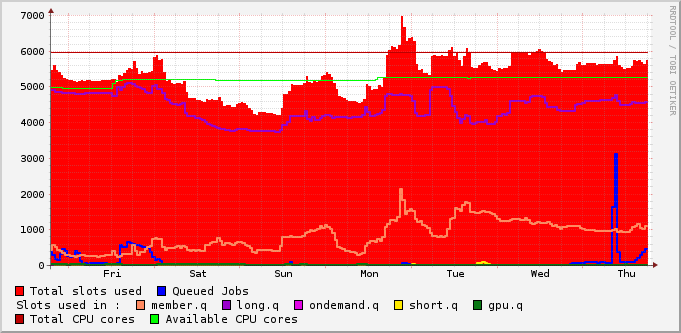 7000
6000
5000
4000
3000
2000
1000
0
Fri Sat Sun Mon Tue Wed Thu
Total slots used Queued Jobs
Slots used in : member.q long.q ondemand.q short.q gpu.q
Total CPU cores Available CPU cores
RRDTOOL / TOBI OETIKER